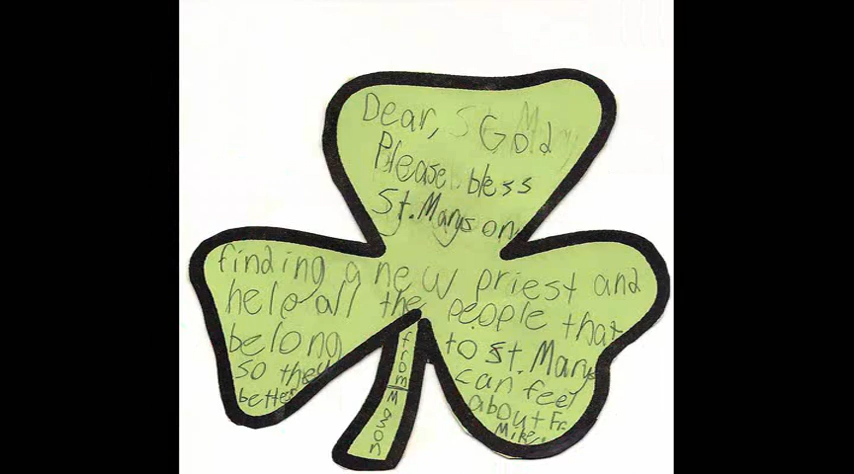 Dear, God
Please bless
St. Marys on
finding a new priest and
help all the people that
belong to St. Marys
so they can feel
better about Fr.
Mike.
from Mason